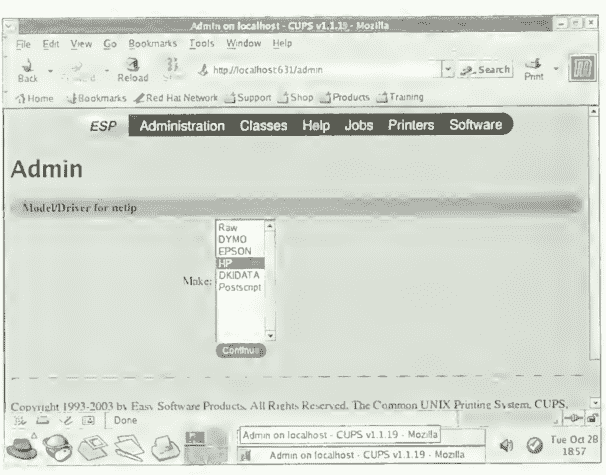 Admin on localhost - CUPS v1.1.19 - Mozilla
File Edit View Go Bookmarks Tools Window Help
Back Forward Reload Stop http://localhost:631/admin Search Print
Home Bookmarks Red Hat Network Support Shop Products Training
ESP Administration Classes Help Jobs Printers Software
Admin
Model/Driver for netlp
Raw
DYMO
EPSON
HP
Make: OKIDATA
Postscript
Continue
Copyright 1993-2003 by Easy Software Products, All Rights Reserved. The Common UNIX Printing System, CUPS,
Done
Admin on localhost - CUPS v1.1.19 - Mozilla
Admin on localhost - CUPS v1.1.19 - Mozilla
Tue Oct 28
18:57